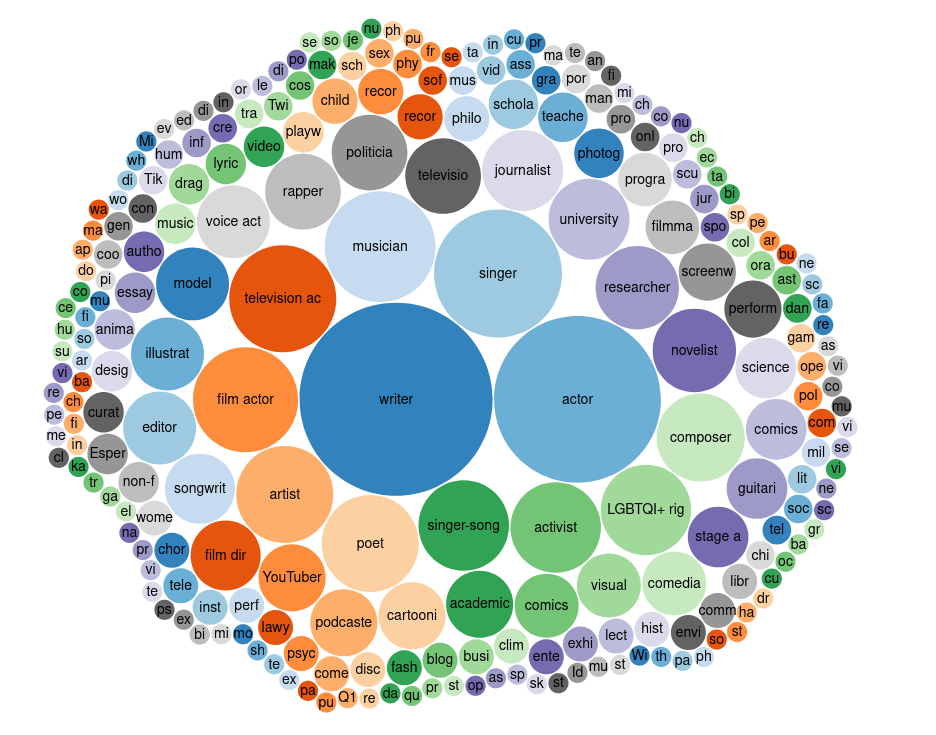 nu
ph
pu
se
so
je
fr
se
ta
in
cu
pr
ma
te
an
fi
po
mak
sch
sex
phy
sof
mus
vid
ass
gra
por
man
mi
ch
co
nu
di
le
or
cos
child
recor
recor
philo
schola
teache
pro
onl
pro
ch
in
di
ed
ev
tra
Twi
playw
politicia
televisio
journalist
photog
progra
scu
ec
ta
bi
Mi
wh
hum
inf
cre
video
lyric
rapper
university
jur
sp
pe
ar
bu
ne
di
Tik
drag
voice act
musician
singer
filmma
spo
col
ora
ast
sc
wo
wa
ma
con
gen
music
researcher
screenw
dan
fa
ap
do
coo
autho
pi
essay
model
television ac
perform
re
co
mu
ce
fi
anima
gam
as
hu
so
illustrat
novelist
science
ope
vi
su
ar
desig
pol
co
mu
vi
ba
re
ch
film actor
writer
actor
com
vi
pe
fi
curat
editor
composer
comics
mil
se
me
in
cl
ka
Esper
vi
tr
ga
non-f
songwrit
artist
guitari
lit
ne
el
wome
singer-song
activist
LGBTQI+ rig
soc
sc
na
pr
chor
film dir
poet
stage a
tel
gr
ba
vi
te
tele
YouTuber
academic
comics
visual
comedia
chi
oc
cu
libr
dr
ps
ex
inst
perf
podcaste
cartooni
comm
ha
bi
mi
mo
lawy
clim
exhi
lect
hist
envi
so
st
sh
te
psyc
come
disc
fash
blog
busi
ente
Wi
th
pa
ph
ex
pa
pu
Q1
re
da
qu
pr
st
op
as
sp
sk
st
ld
mu
st